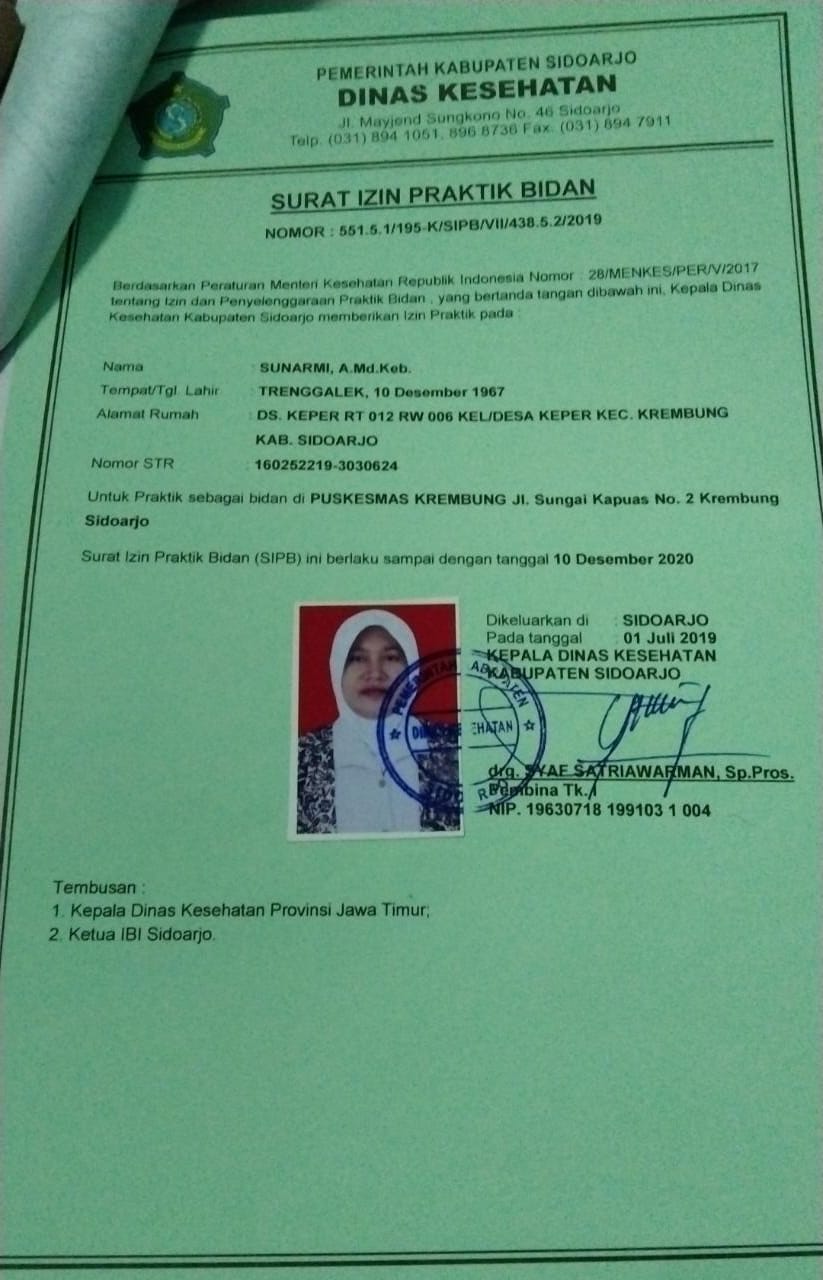 PEMERINTAH KABUPATEN SIDOARJO
DINAS KESEHATAN
Jl. Mayjend Sungkono No. 46 Sidoarjo
Telp. (031) 894 1051, 896 8736 Fax. (031) 894 7911
SURAT IZIN PRAKTIK BIDAN
NOMOR : 551.5.1/195-K/SIPB/VII/438.5.2/2019
Berdasarkan Peraturan Menteri Kesehatan Republik Indonesia Nomor : 28/MENKES/PER/V/2017
tentang Izin dan Penyelenggaraan Praktik Bidan , yang bertanda tangan dibawah ini, Kepala Dinas
Kesehatan Kabupaten Sidoarjo memberikan Izin Praktik pada :
Nama : SUNARMI, A.Md.Keb.
Tempat/Tgl. Lahir : TRENGGALEK, 10 Desember 1967
Alamat Rumah : DS. KEPER RT 012 RW 006 KEL/DESA KEPER KEC. KREMBUNG
KAB. SIDOARJO
Nomor STR : 160252219-3030624
Untuk Praktik sebagai bidan di PUSKESMAS KREMBUNG Jl. Sungai Kapuas No. 2 Krembung
Sidoarjo
Surat Izin Praktik Bidan (SIPB) ini berlaku sampai dengan tanggal 10 Desember 2020
Dikeluarkan di : SIDOARJO
Pada tanggal : 01 Juli 2019
KEPALA DINAS KESEHATAN
KABUPATEN SIDOARJO
PEMERINTAH KABUPATEN
DINAS KESEHATAN
SIDOARJO
drg. SYAF SATRIAWARMAN, Sp.Pros.
Pembina Tk. I
NIP. 19630718 199103 1 004
Tembusan :
1. Kepala Dinas Kesehatan Provinsi Jawa Timur;
2. Ketua IBI Sidoarjo.